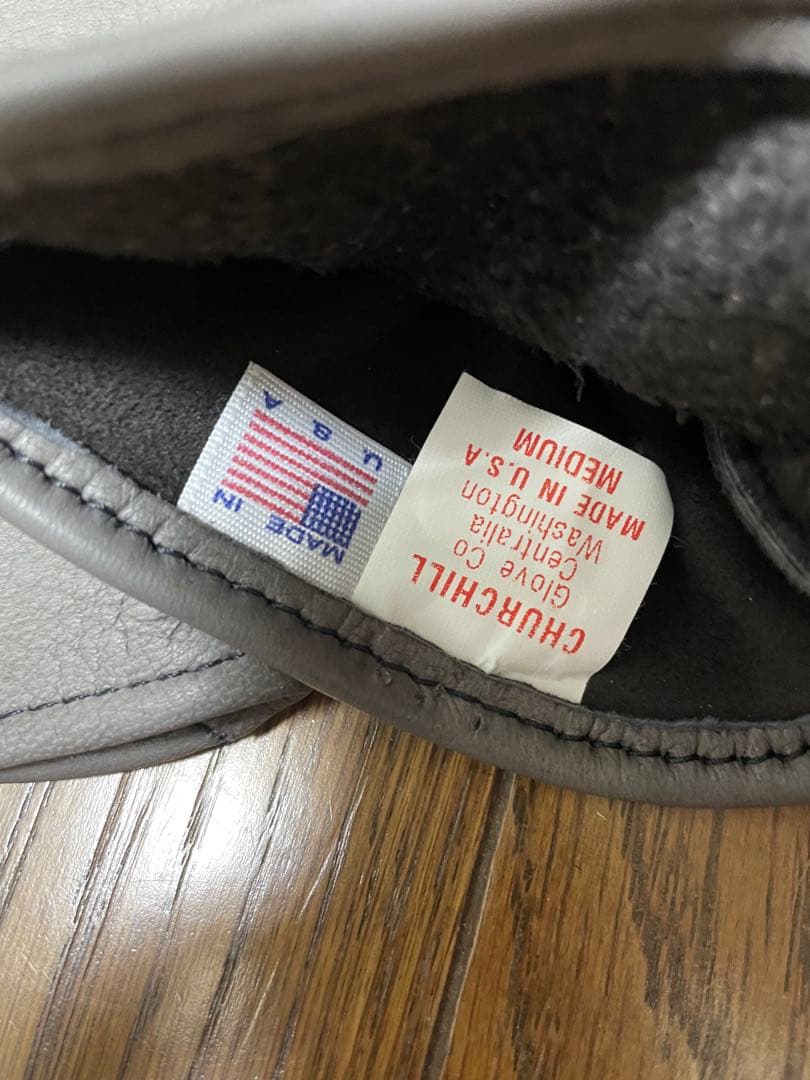 MADE IN
U S A
CHURCHILL
Glove Co
Centralia
Washington
MADE IN U.S.A
MEDIUM